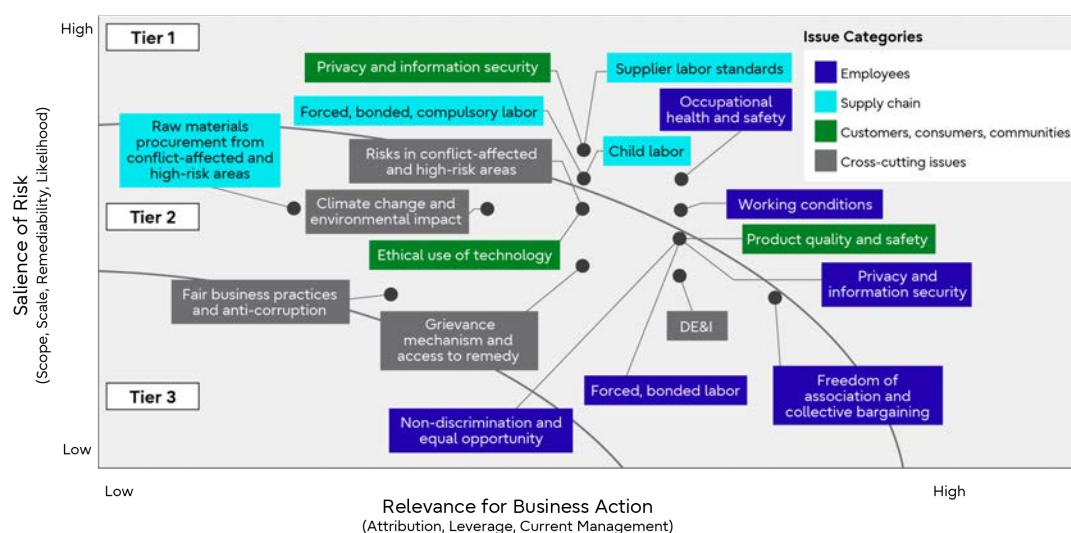 High
Tier 1
Issue Categories
Employees
Supply chain
Customers, consumers, communities
Cross-cutting issues
Privacy and information security
Supplier labor standards
Forced, bonded, compulsory labor
Occupational
health and safety
Raw materials
procurement from
conflict-affected and
high-risk areas
Risks in conflict-affected
and high-risk areas
Child labor
Tier 2
Climate change and
environmental impact
Working conditions
Ethical use of technology
Product quality and safety
Privacy and
information security
Fair business practices
and anti-corruption
Grievance
mechanism and
access to remedy
DE&I
Tier 3
Forced, bonded labor
Freedom of
association and
collective bargaining
Non-discrimination and
equal opportunity
Low
Salience of Risk
(Scope, Scale, Remediability, Likelihood)
Low
High
Relevance for Business Action
(Attribution, Leverage, Current Management)